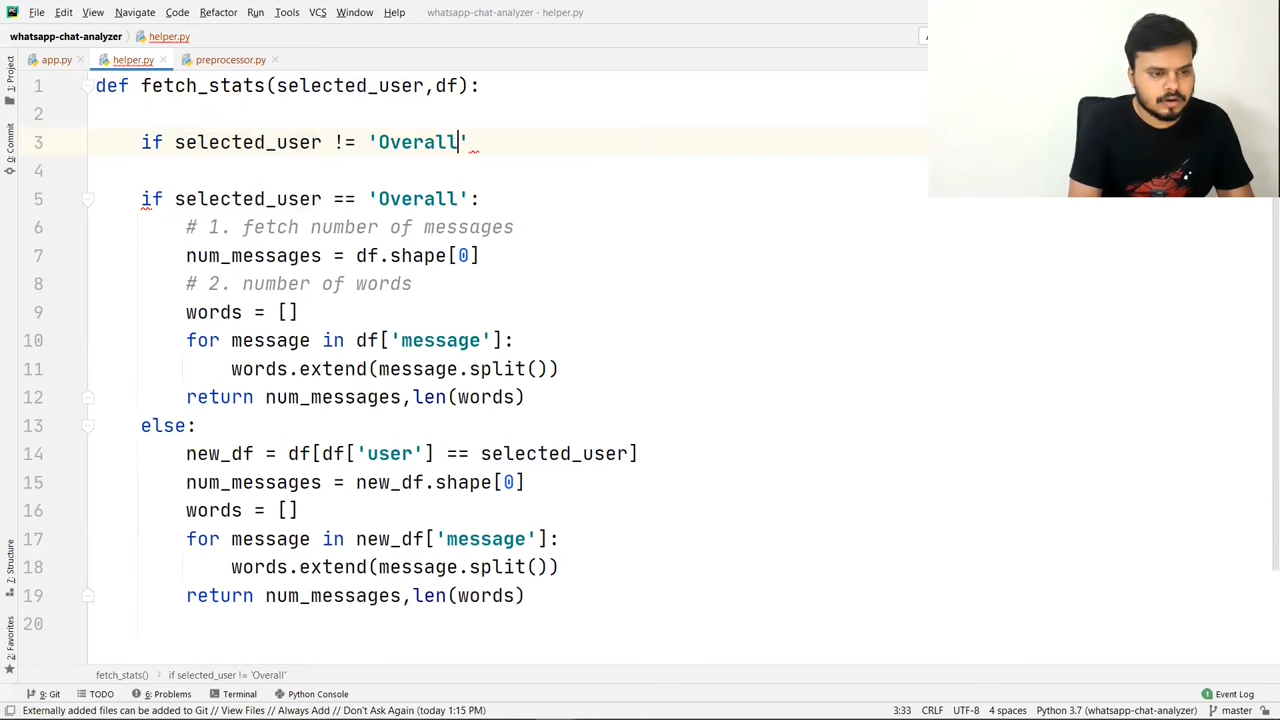 File Edit View Navigate Code Refactor Run Tools VCS Window Help whatsapp-chat-analyzer - helper.py
whatsapp-chat-analyzer helper.py
app.py helper.py preprocessor.py
1: Project
0: Commit
7: Structure
2: Favorites
1 def fetch_stats(selected_user,df):
2
3 if selected_user != 'Overall'
4
5 if selected_user == 'Overall':
6 # 1. fetch number of messages
7 num_messages = df.shape[0]
8 # 2. number of words
9 words = []
10 for message in df['message']:
11 words.extend(message.split())
12 return num_messages,len(words)
13 else:
14 new_df = df[df['user'] == selected_user]
15 num_messages = new_df.shape[0]
16 words = []
17 for message in new_df['message']:
18 words.extend(message.split())
19 return num_messages,len(words)
20
fetch_stats() if selected_user != 'Overall'
9: Git TODO 6: Problems Terminal Python Console Event Log
Externally added files can be added to Git // View Files // Always Add // Don't Ask Again (today 1:15 PM) 3:33 CRLF UTF-8 4 spaces Python 3.7 (whatsapp-chat-analyzer) master